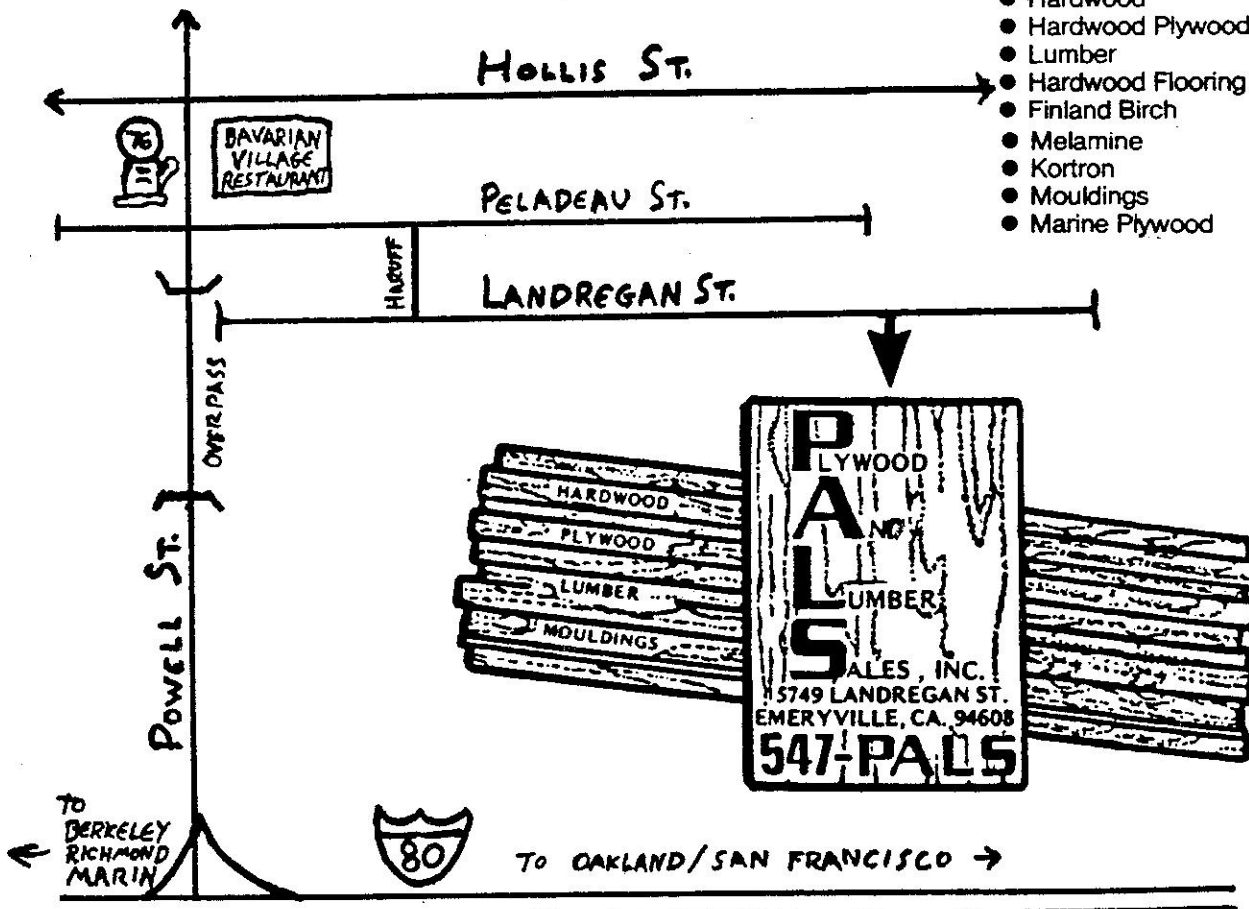 ● Hardwood
● Hardwood Plywood
● Lumber
● Hardwood Flooring
● Finland Birch
● Melamine
● Kortron
● Mouldings
● Marine Plywood
HOLLIS ST.
76
BAVARIAN
VILLAGE
RESTAURANT
PELADEAU ST.
HARUFF
LANDREGAN ST.
OVERPASS
POWELL ST.
HARDWOOD
PLYWOOD
LUMBER
MOULDINGS
PLYWOOD
AND
LUMBER
SALES, INC.
5749 LANDREGAN ST.
EMERYVILLE, CA. 94608
547-PALS
TO
BERKELEY
RICHMOND
MARIN
80
TO OAKLAND/SAN FRANCISCO →